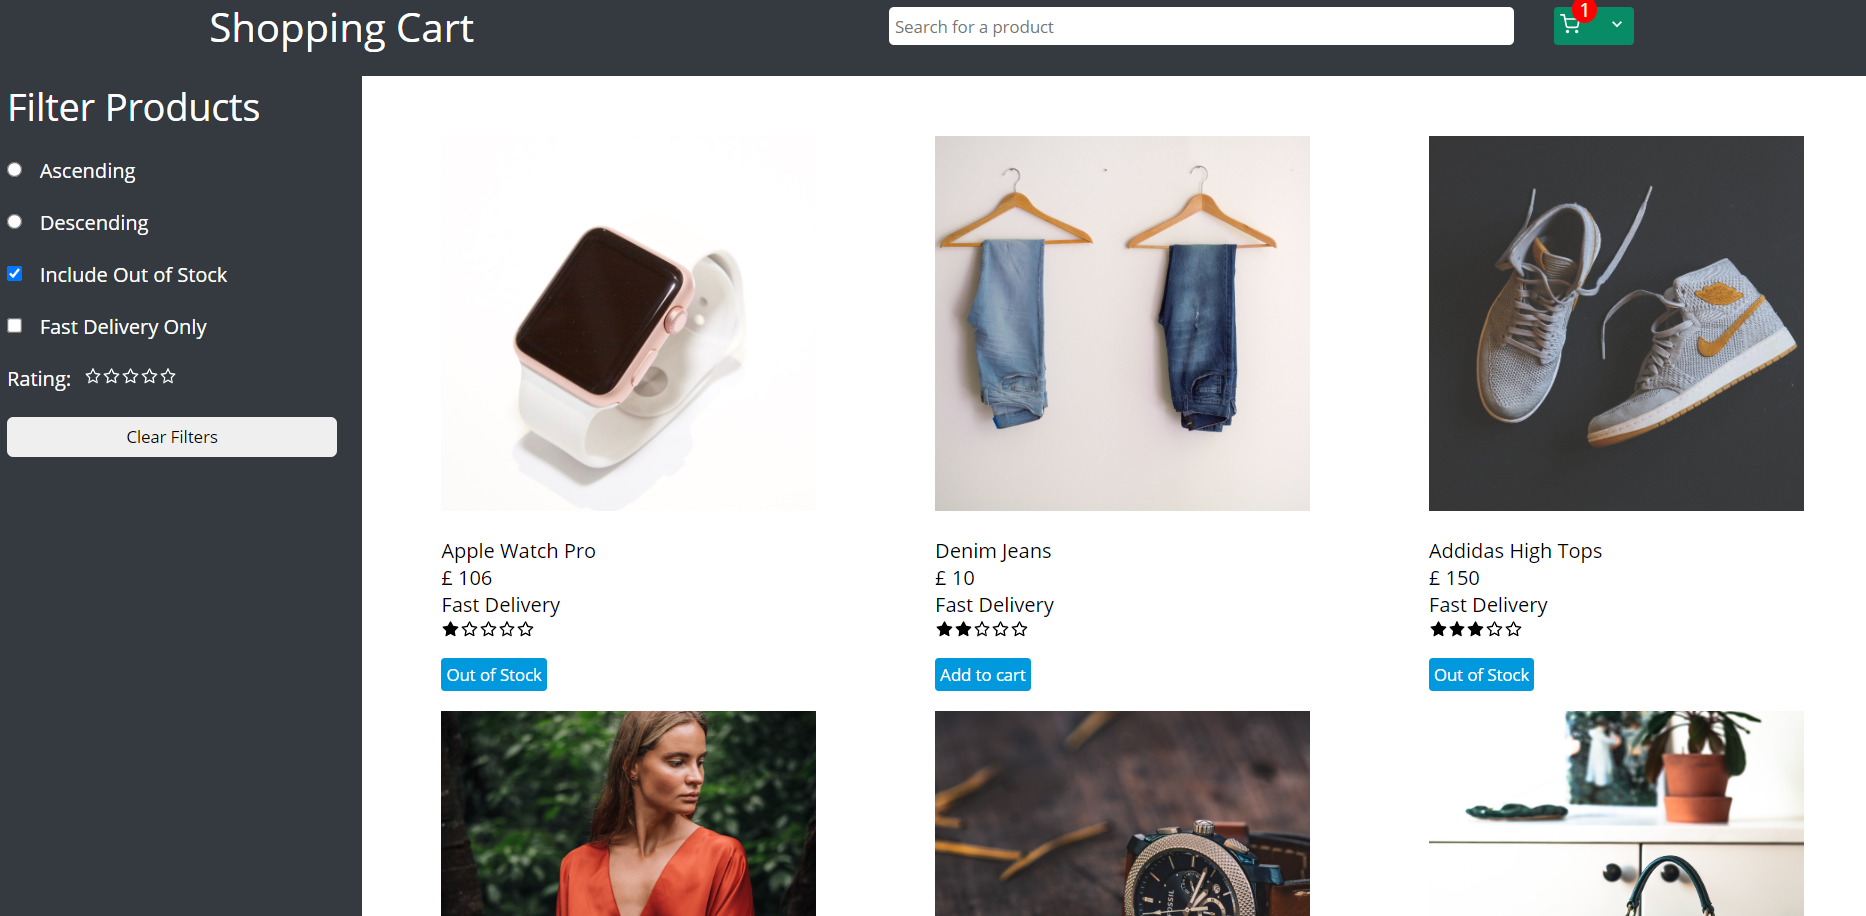 Shopping Cart
Search for a product
1
Filter Products
Ascending
Descending
Include Out of Stock
Fast Delivery Only
Rating:
Clear Filters
Apple Watch Pro
£ 106
Fast Delivery
Out of Stock
Denim Jeans
£ 10
Fast Delivery
Add to cart
Addidas High Tops
£ 150
Fast Delivery
Out of Stock
FOSSIL